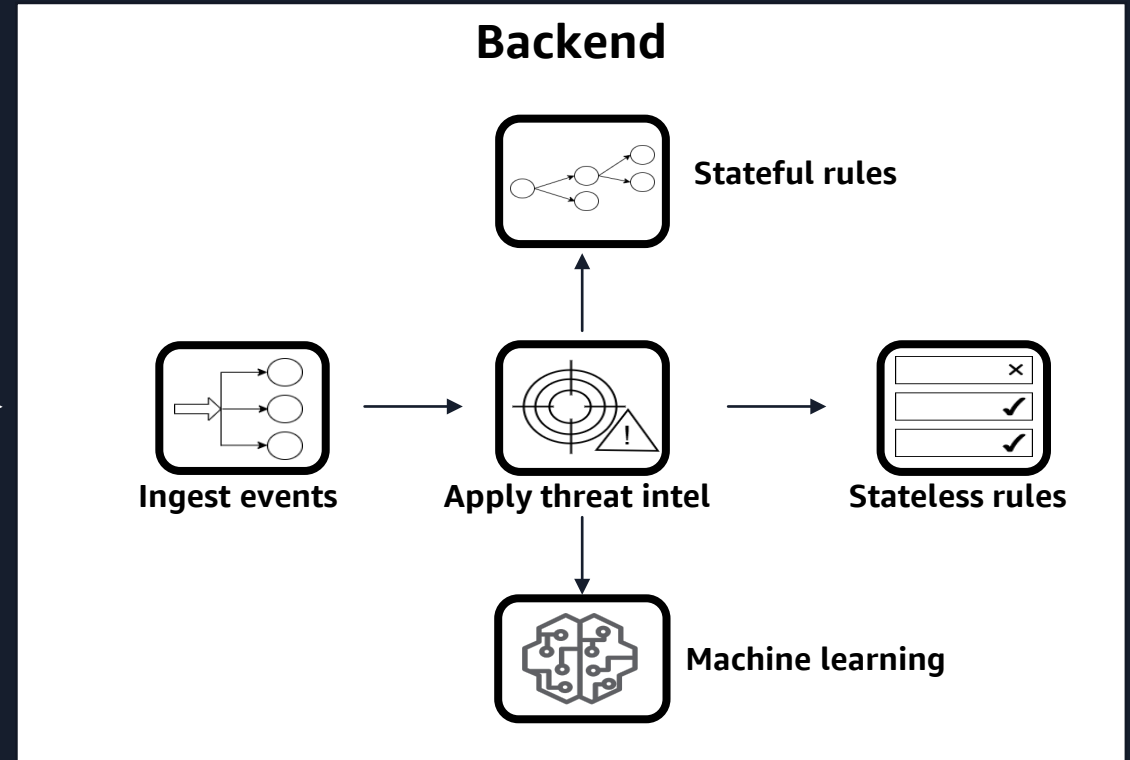 Backend
Stateful rules
Ingest events
Apply threat intel
!
Stateless rules
Machine learning